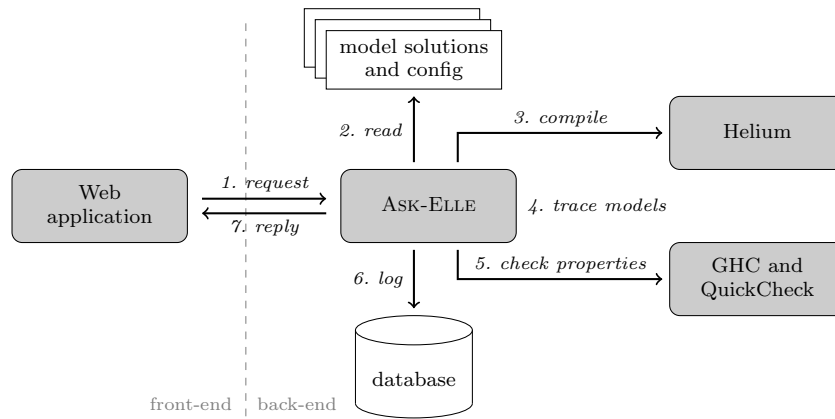 model solutions
and config
2. read
3. compile
Helium
1. request
Web
application
ASK-ELLE
4. trace models
7. reply
6. log
5. check properties
GHC and
QuickCheck
database
front-end
back-end